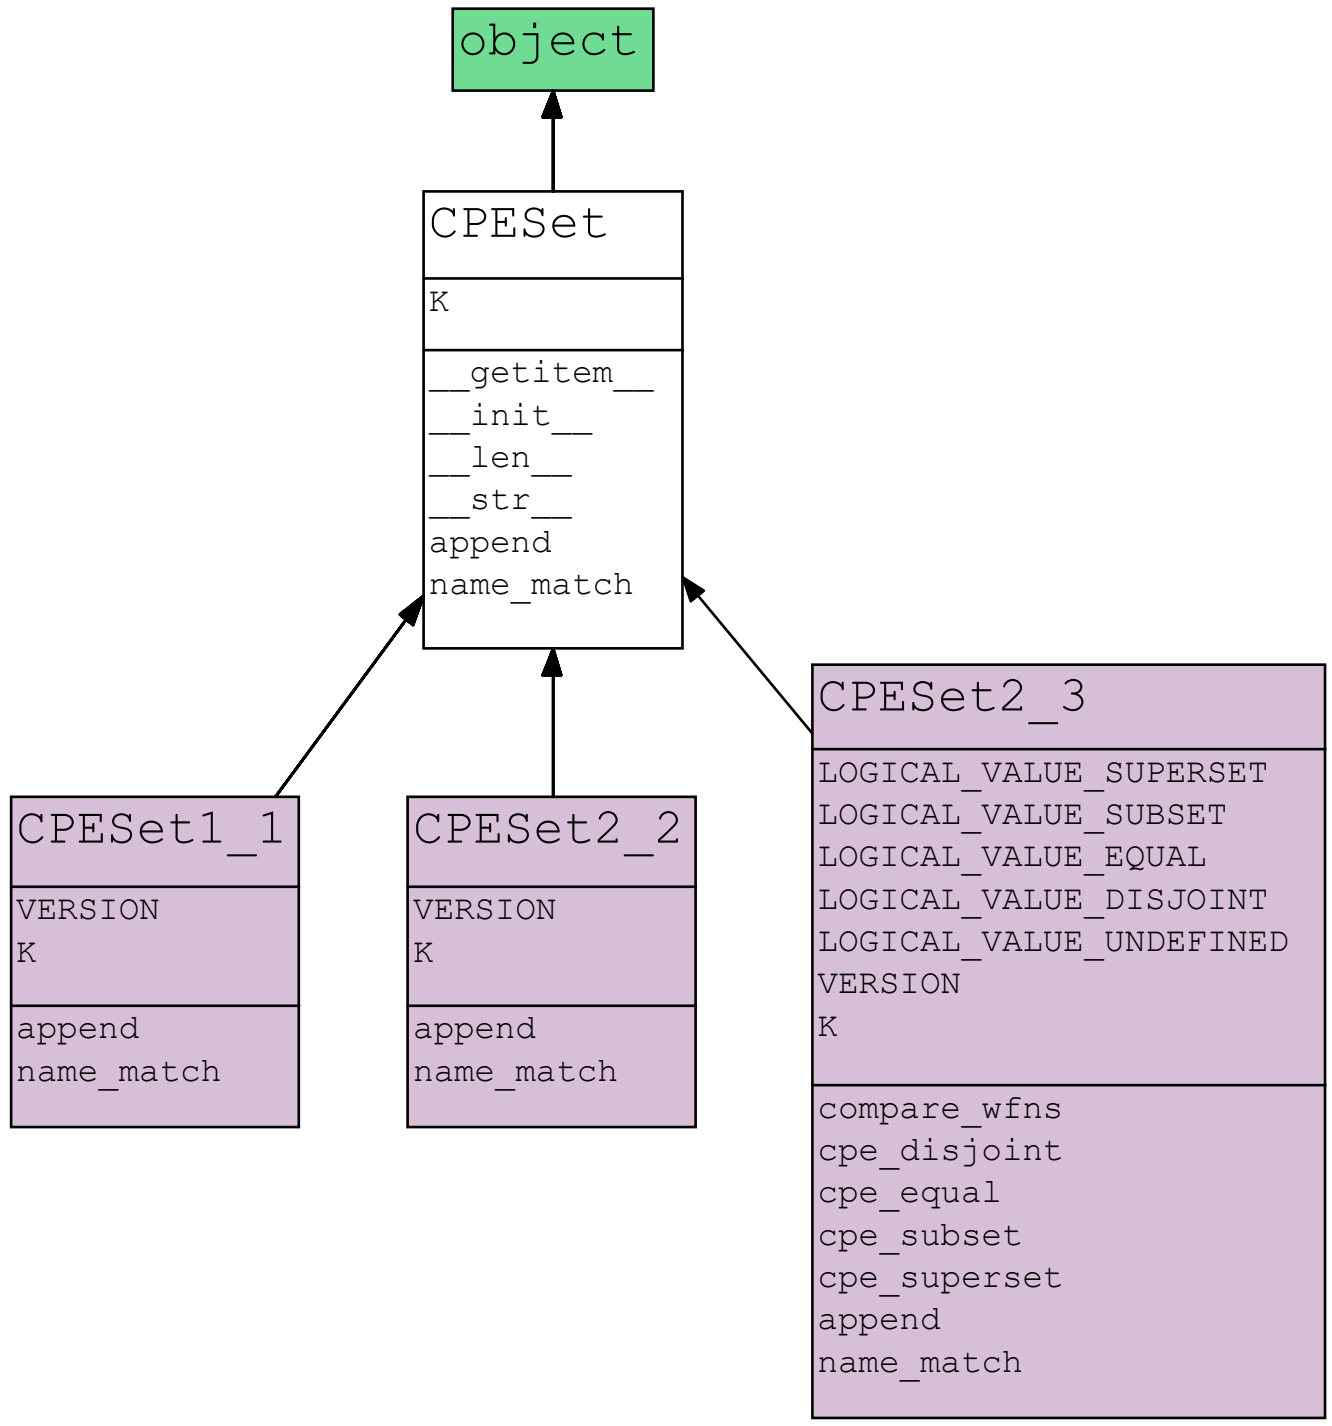 object
CPESet
K
__getitem__
__init__
__len__
__str__
append
name_match
CPESet1_1
VERSION
K
append
name_match
CPESet2_2
VERSION
K
append
name_match
CPESet2_3
LOGICAL_VALUE_SUPERSET
LOGICAL_VALUE_SUBSET
LOGICAL_VALUE_EQUAL
LOGICAL_VALUE_DISJOINT
LOGICAL_VALUE_UNDEFINED
VERSION
K
compare_wfns
cpe_disjoint
cpe_equal
cpe_subset
cpe_superset
append
name_match